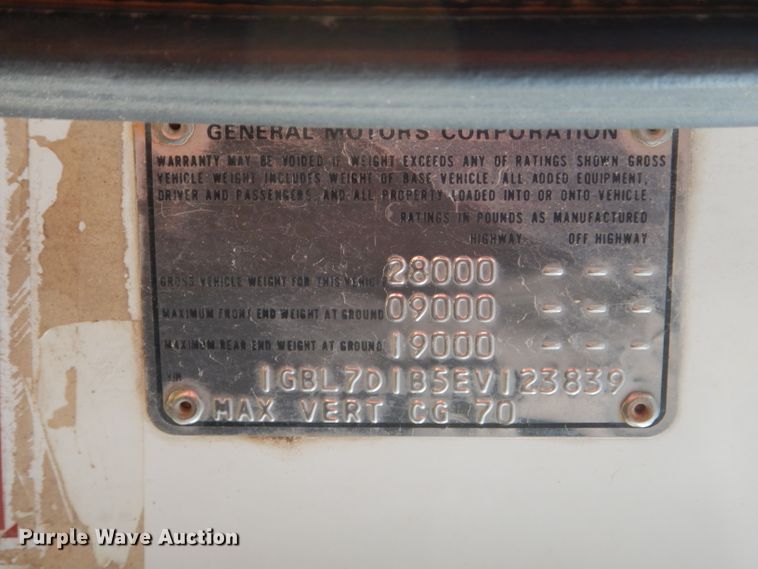 GENERAL MOTORS CORPORATION
WARRANTY MAY BE VOIDED IF WEIGHT EXCEEDS ANY OF RATINGS SHOWN GROSS
VEHICLE WEIGHT INCLUDES WEIGHT OF BASE VEHICLE, ALL ADDED EQUIPMENT,
DRIVER AND PASSENGERS, AND ALL PROPERTY LOADED INTO OR ONTO VEHICLE.
RATINGS IN POUNDS AS MANUFACTURED
HIGHWAY OFF HIGHWAY
GROSS VEHICLE WEIGHT FOR THIS VEHICLE 28000 - - -
MAXIMUM FRONT END WEIGHT AT GROUND 09000 - - -
MAXIMUM REAR END WEIGHT AT GROUND 19000 - - -
VIN 1GBL7D1B5EV123839
MAX VERT CG 70
Purple Wave Auction